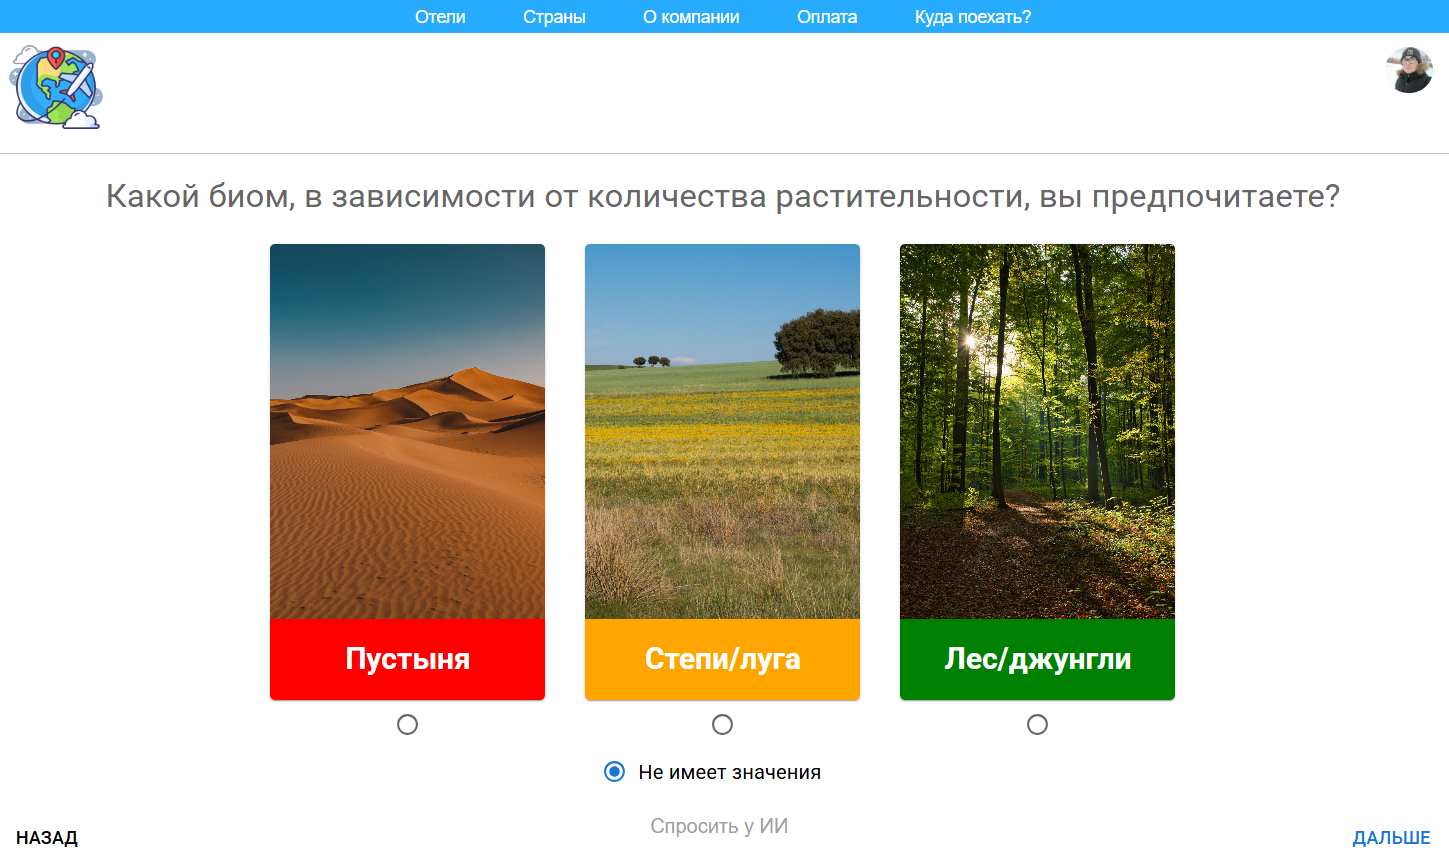 Отели Страны О компании Оплата Куда поехать?
Какой биом, в зависимости от количества растительности, вы предпочитаете?
Пустыня Степи/луга Лес/джунгли
Не имеет значения
Спросить у ИИ
НАЗАД ДАЛЬШЕ